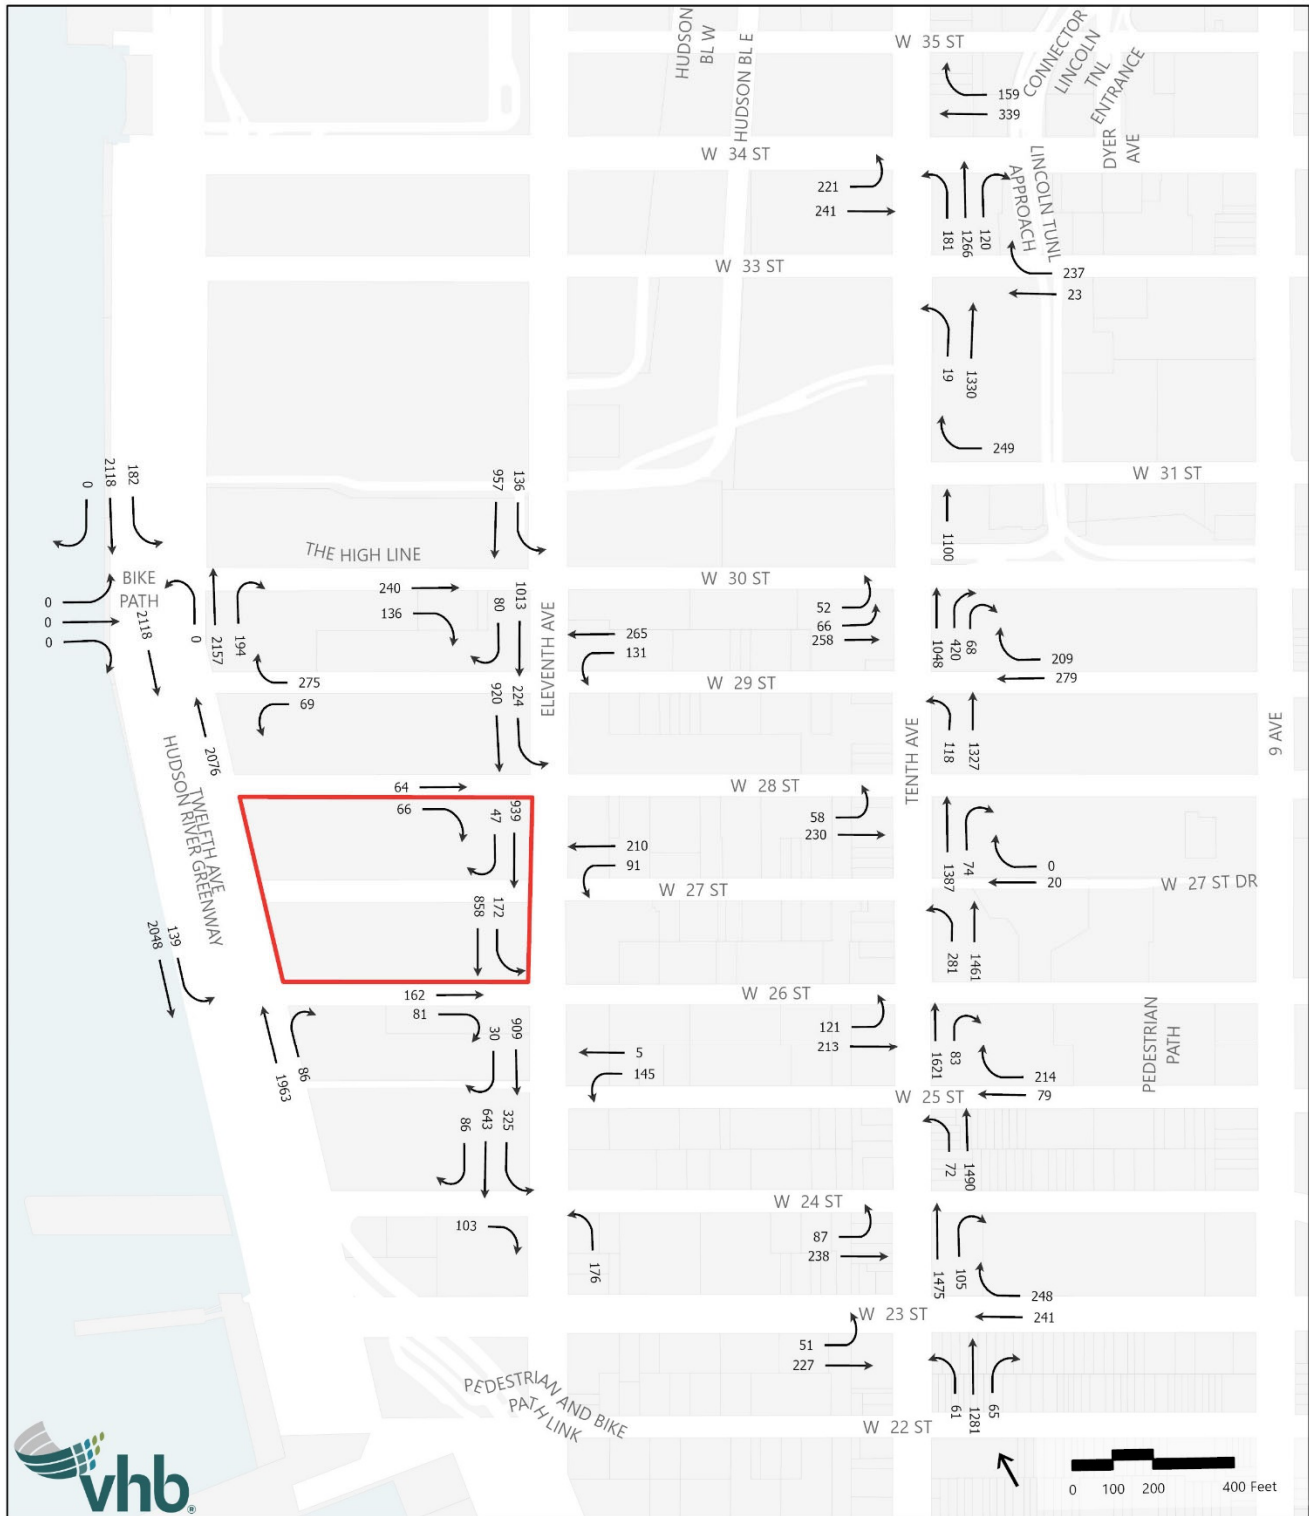 HUDSON
BL W
HUDSON BL E
W 35 ST
CONNECTOR
LINCOLN
TNL
ENTRANCE
DYER
AVE
159
339
W 34 ST
LINCOLN TUNL
APPROACH
221
241
181
1266
120
W 33 ST
237
23
19
1330
249
W 31 ST
0
2118
182
957
136
1100
THE HIGH LINE
BIKE
PATH
W 30 ST
240
136
80
1013
ELEVENTH AVE
52
66
258
0
0
0
2118
0
2157
194
265
131
1048
420
68
209
279
275
69
W 29 ST
920
224
118
1327
TENTH AVE
9 AVE
2076
HUDSON RIVER GREENWAY
TWELFTH AVE
64
66
47
939
W 28 ST
58
230
210
91
1387
74
0
20
W 27 ST
W 27 ST DR
858
172
281
1461
2048
139
162
81
W 26 ST
30
909
121
213
1621
83
PEDESTRIAN
PATH
1963
86
5
145
214
79
W 25 ST
86
643
325
72
1490
W 24 ST
103
176
87
238
1475
105
248
241
W 23 ST
51
227
61
1281
65
PEDESTRIAN AND BIKE
PATH LINK
W 22 ST
vhb®
0 100 200 400 Feet